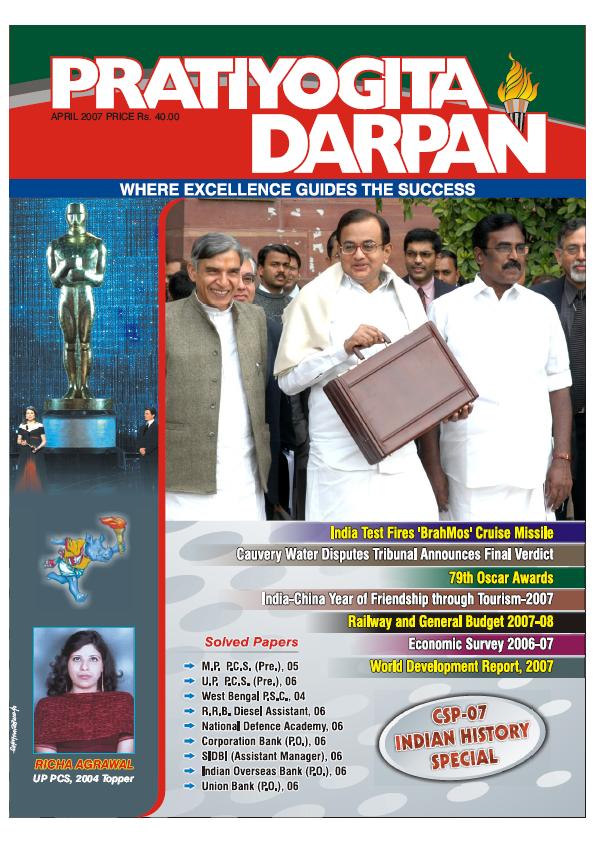 PRATIYOGITA
DARPAN
APRIL 2007 PRICE Rs. 40.00
WHERE EXCELLENCE GUIDES THE SUCCESS
India Test Fires 'BrahMos' Cruise Missile
Cauvery Water Disputes Tribunal Announces Final Verdict
79th Oscar Awards
India-China Year of Friendship through Tourism-2007
Railway and General Budget 2007-08
Economic Survey 2006-07
World Development Report, 2007
Solved Papers
M.P. P.C.S. (Pre.), 05
U.P. P.C.S. (Pre.), 06
West Bengal P.S.C., 04
R.R.B. Diesel Assistant, 06
National Defence Academy, 06
Corporation Bank (P.O.), 06
SIDBI (Assistant Manager), 06
Indian Overseas Bank (P.O.), 06
Union Bank (P.O.), 06
CSP-07
INDIAN HISTORY
SPECIAL
RICHA AGRAWAL
UP PCS, 2004 Topper